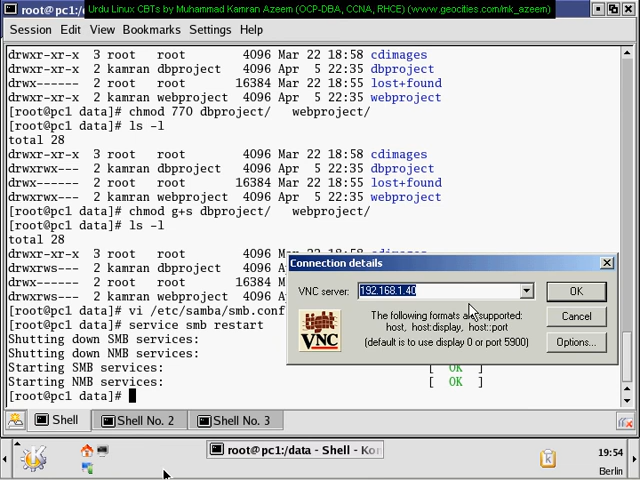 root@pc1:/da
Urdu Linux CBTs by Muhammad Kamran Azeem (OCP-DBA, CCNA, RHCE) (www.geocities.com/mk_azeem)
Session Edit View Bookmarks Settings Help
drwxr-xr-x 3 root root 4096 Mar 22 18:58 cdimages
drwxr-xr-x 2 kamran dbproject 4096 Apr 5 22:35 dbproject
drwx------ 2 root root 16384 Mar 22 18:55 lost+found
drwxr-xr-x 2 kamran webproject 4096 Apr 5 22:35 webproject
[root@pc1 data]# chmod 770 dbproject/ webproject/
[root@pc1 data]# ls -l
total 28
drwxr-xr-x 3 root root 4096 Mar 22 18:58 cdimages
drwxrwx--- 2 kamran dbproject 4096 Apr 5 22:35 dbproject
drwx------ 2 root root 16384 Mar 22 18:55 lost+found
drwxrwx--- 2 kamran webproject 4096 Apr 5 22:35 webproject
[root@pc1 data]# chmod g+s dbproject/ webproject/
[root@pc1 data]# ls -l
total 28
drwxr-xr-x 3 root root 4096 Mar 22 18:58 cdimages
drwxrws--- 2 kamran
drwx------ 2 root
drwxrws--- 2 kamran
[root@pc1 data]# vi /etc/samba/smb.conf
[root@pc1 data]# service smb restart
Shutting down SMB services:
Shutting down NMB services:
Starting SMB services: [ OK ]
Starting NMB services: [ OK ]
[root@pc1 data]#
Connection details
VNC server: 192.168.1.40
OK
Cancel
Options...
tight
VNC
The following formats are supported:
host, host:display, host::port
(default is to use display 0 or port 5900)
Shell Shell No. 2 Shell No. 3
root@pc1:/data - Shell - Kon
19:54
Berlin